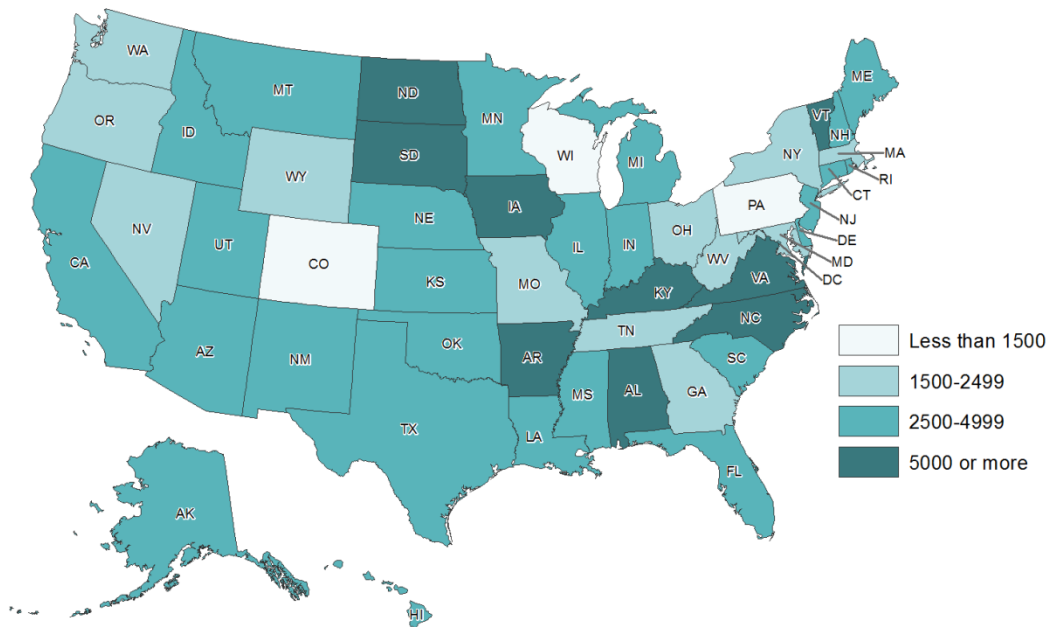 WA
MT
ND
MN
ME
VT
NH
OR
ID
SD
WI
MI
NY
MA
RI
CT
WY
IA
PA
NJ
NE
OH
DE
NV
UT
IL
IN
MD
CA
CO
WV
DC
KS
MO
KY
VA
AZ
NM
OK
AR
TN
NC
SC
MS
AL
GA
TX
LA
FL
AK
HI
Less than 1500
1500-2499
2500-4999
5000 or more